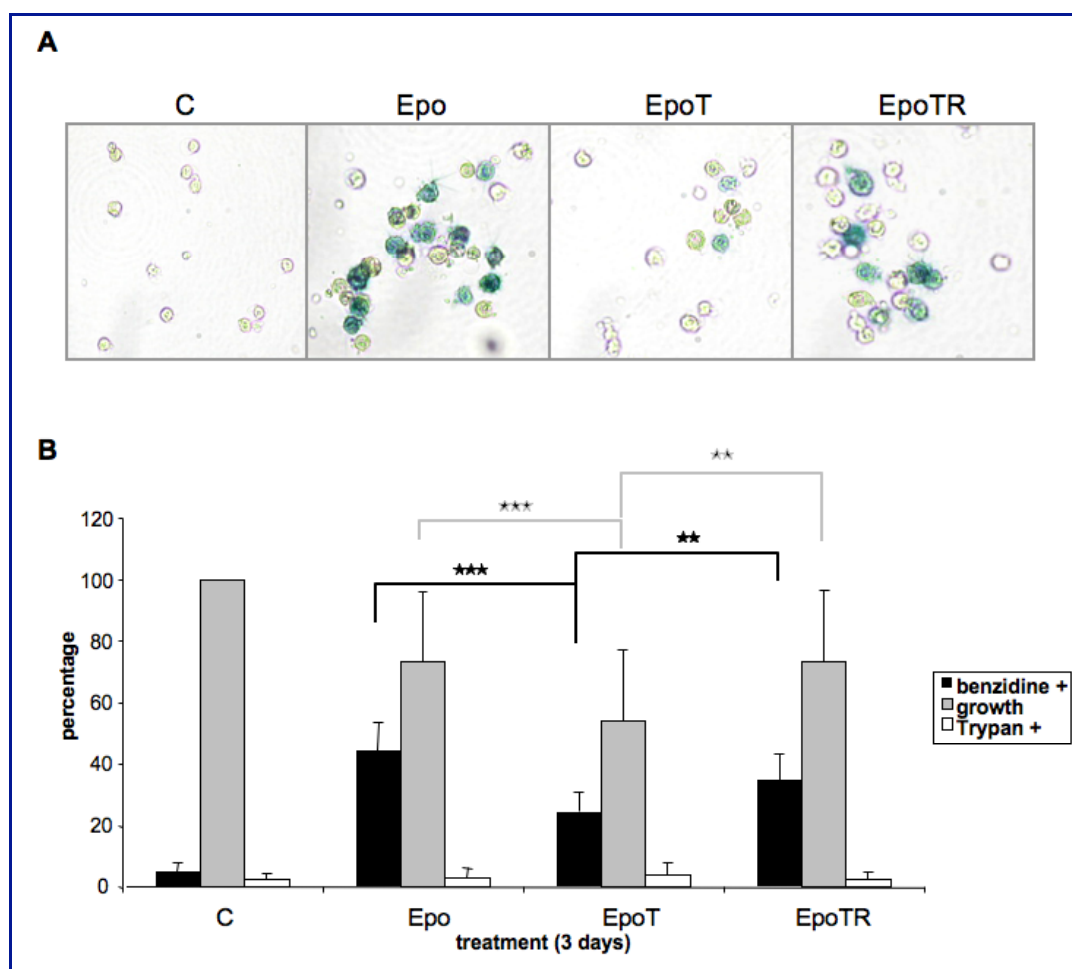 A
C Epo EpoT EpoTR
B
★★
★★★
★★
★★★
120
100
80
60
40
20
0
percentage
benzidine +
growth
Trypan +
C Epo EpoT EpoTR
treatment (3 days)